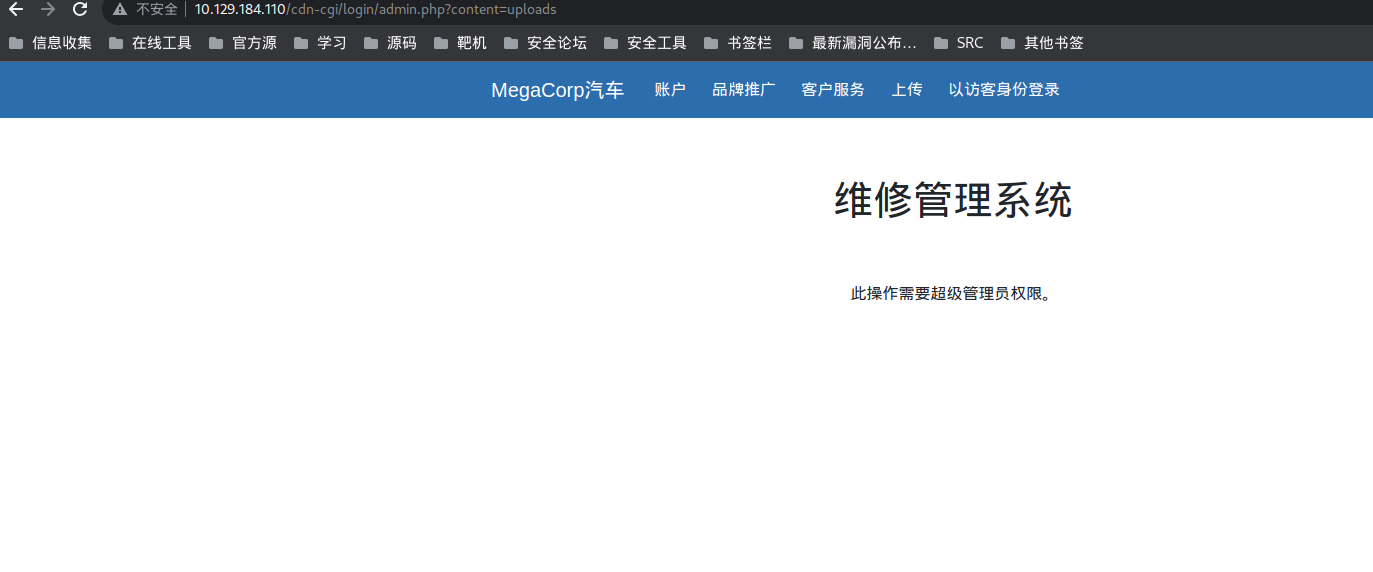 不安全 10.129.184.110/cdn-cgi/login/admin.php?content=uploads
信息收集 在线工具 官方源 学习 源码 靶机 安全论坛 安全工具 书签栏 最新漏洞公布… SRC 其他书签
MegaCorp汽车 账户 品牌推广 客户服务 上传 以访客身份登录
维修管理系统
此操作需要超级管理员权限。